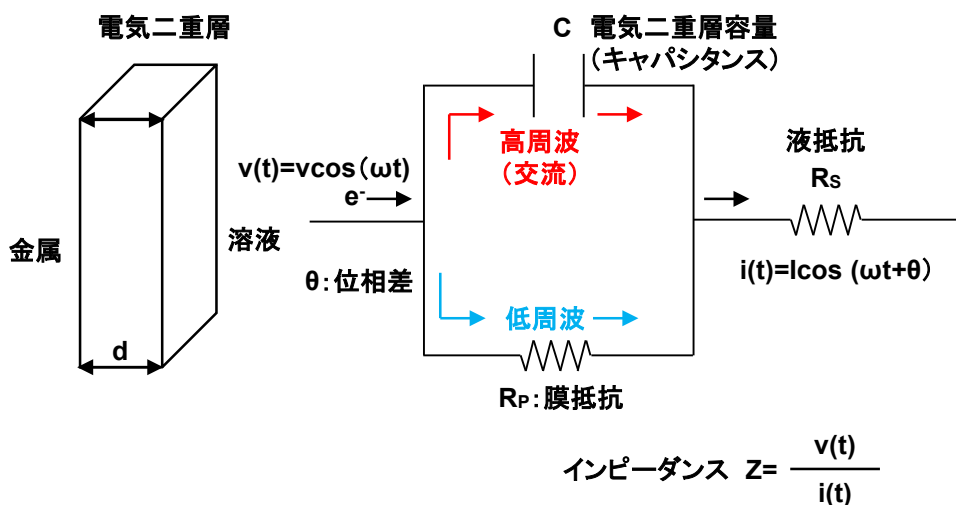 電気二重層
C 電気二重層容量
（キャパシタンス）
高周波
（交流）
液抵抗
RS
v(t)=vcos（ωt）
e-
金属
溶液
θ：位相差
i(t)=Icos (ωt+θ）
低周波
d
RP：膜抵抗
インピーダンス Z=
v(t)
i(t)